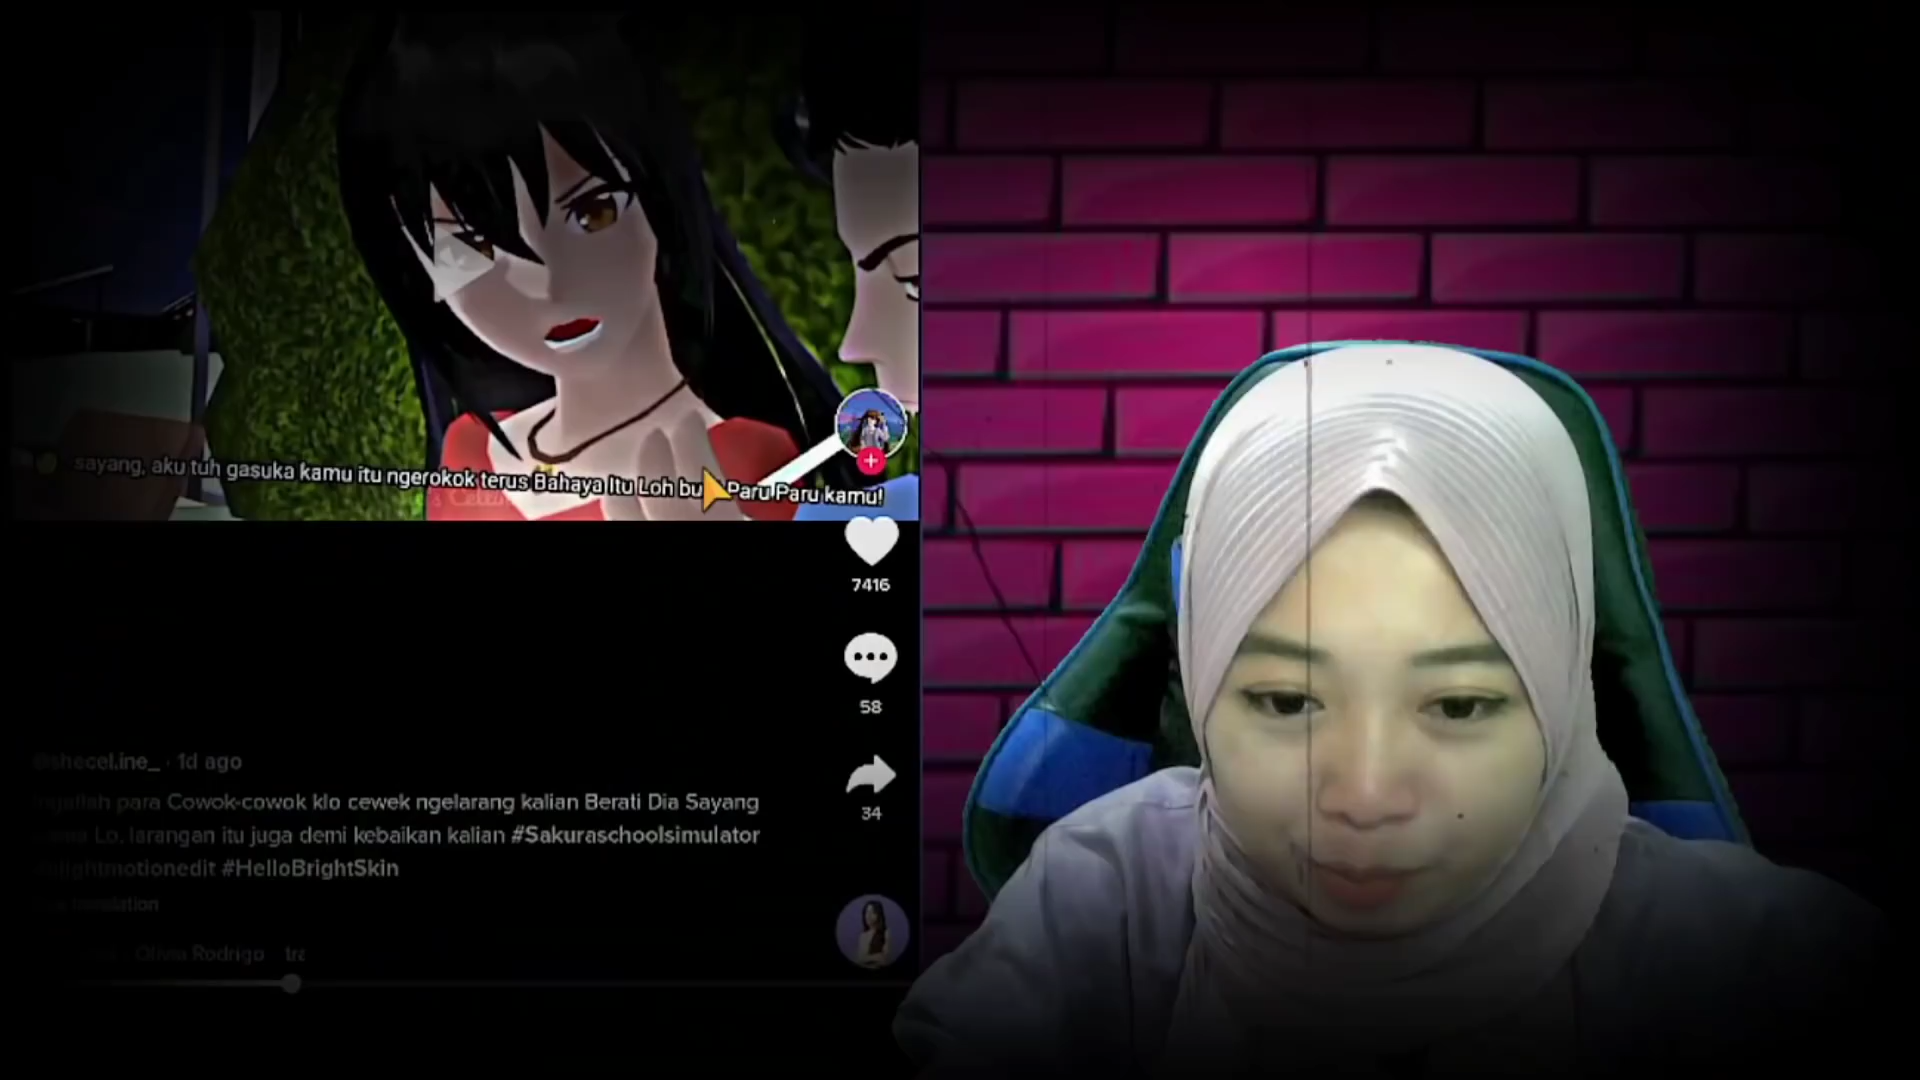 sayang, aku tuh gasuka kamu itu ngerokok terus Bahaya Itu Loh Paru Paru kamu!
7416
58
@shecel.ine_ · 1d ago
para Cowok-cowok klo cewek ngelarang kalian Berati Dia Sayang
Lo. larangan itu juga demi kebaikan kalian #Sakuraschoolsimulator
34
#HelloBrightSkin
translation
Olivia Rodrigo